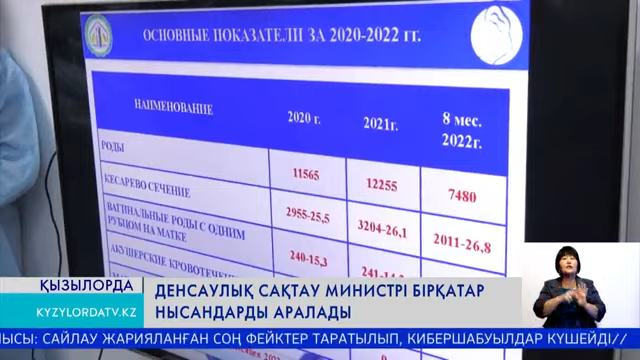 ОСНОВНЫЕ ПОКАЗАТЕЛИ ЗА 2020-2022 гг.
НАИМЕНОВАНИЕ 2020 г. 2021г. 8 мес. 2022г.
РОДЫ 11565 12255 7480
КЕСАРЕВО СЕЧЕНИЕ 2955-25,5 3204-26,1 2011-26,8
ВАГИНАЛЬНЫЕ РОДЫ С ОДНИМ
РУБЦОМ НА МАТКЕ 240-15,3
АКУШЕРСКИЕ
ҚЫЗЫЛОРДА
KYZYLORDATV.KZ
ДЕНСАУЛЫҚ САҚТАУ МИНИСТРІ БІРҚАТАР
НЫСАНДАРДЫ АРАЛАДЫ
ЫСЫ: САЙЛАУ ЖАРИЯЛАНҒАН СОҢ ФЕЙКТЕР ТАРАТЫЛЫП, КИБЕРШАБУЫЛДАР КҮШЕЙДІ//